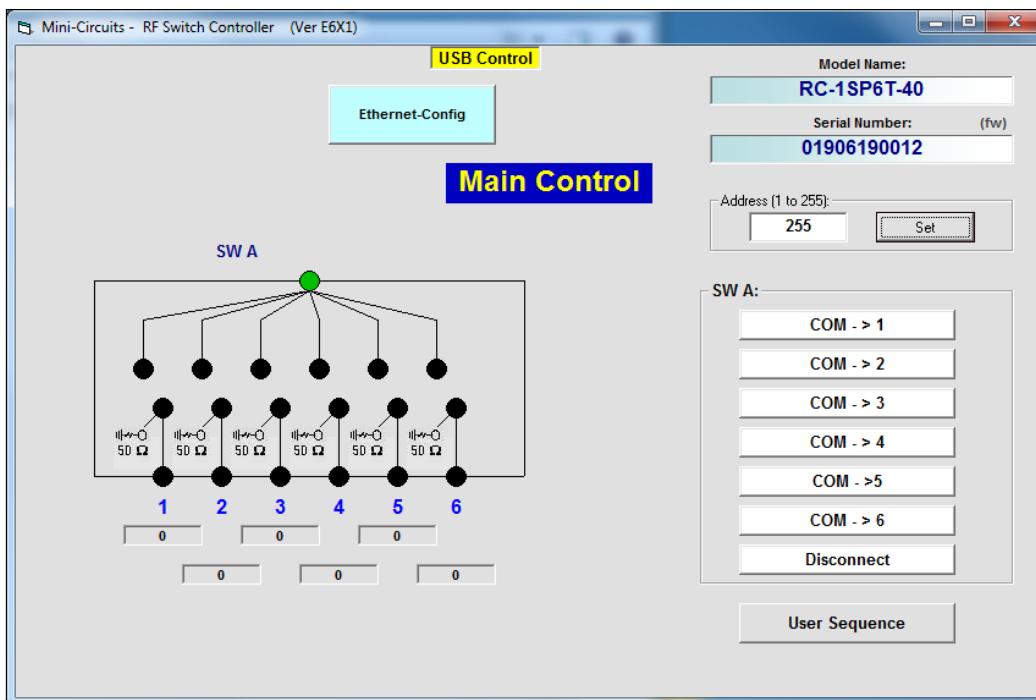 Mini-Circuits - RF Switch Controller (Ver E6X1)
USB Control
Ethernet-Config
Main Control
Model Name:
RC-1SP6T-40
Serial Number: (fw)
01906190012
Address (1 to 255):
255 Set
SW A
50 Ω 50 Ω 50 Ω 50 Ω 50 Ω 50 Ω
1 2 3 4 5 6
0 0 0
0 0 0
SW A:
COM - > 1
COM - > 2
COM - > 3
COM - > 4
COM - >5
COM - > 6
Disconnect
User Sequence